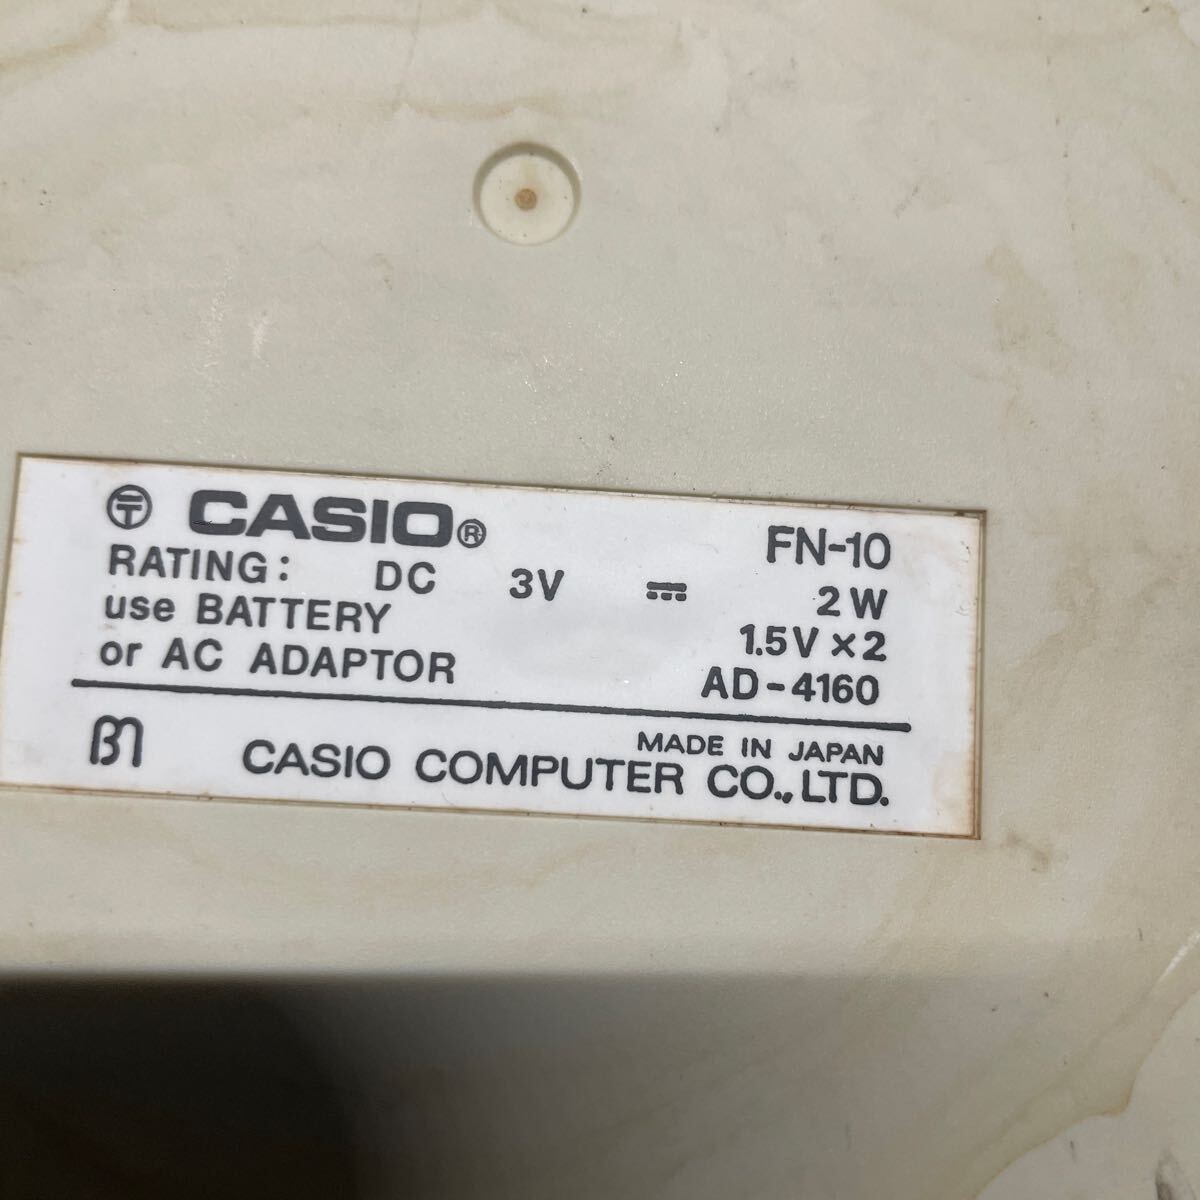 〒 CASIO® FN-10
RATING: DC 3V ⎓ 2W
use BATTERY 1.5V×2
or AC ADAPTOR AD-4160
MADE IN JAPAN
CASIO COMPUTER CO.,LTD.